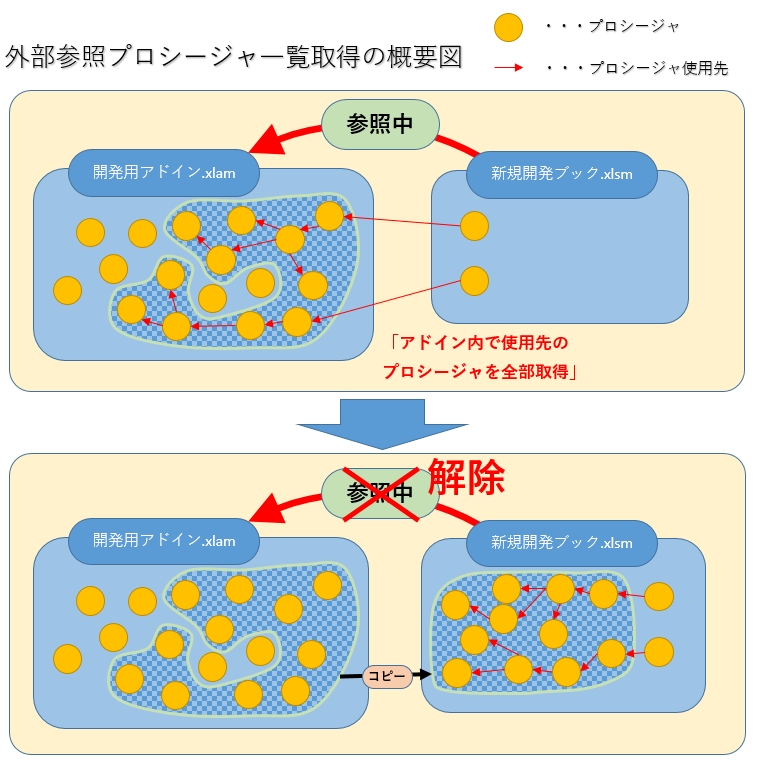 ・・・プロシージャ
外部参照プロシージャ一覧取得の概要図
・・・プロシージャ使用先
参照中
開発用アドイン.xlam
新規開発ブック.xlsm
「アドイン内で使用先の
プロシージャを全部取得」
参照中
解除
開発用アドイン.xlam
新規開発ブック.xlsm
コピー